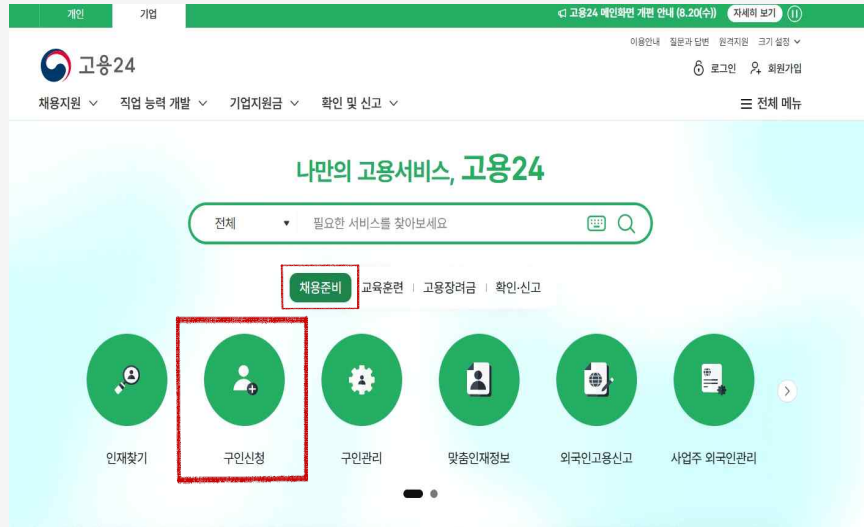 개인 기업 고용24 메인화면 개편 안내 (8.20(수)) 자세히 보기
이용안내 질문과 답변 원격지원 크기 설정
고용24 로그인 회원가입
채용지원 직업 능력 개발 기업지원금 확인 및 신고 전체 메뉴
나만의 고용서비스, 고용24
전체 필요한 서비스를 찾아보세요
채용준비 교육훈련 고용장려금 확인·신고
인재찾기 구인신청 구인관리 맞춤인재정보 외국인고용신고 사업주 외국인관리